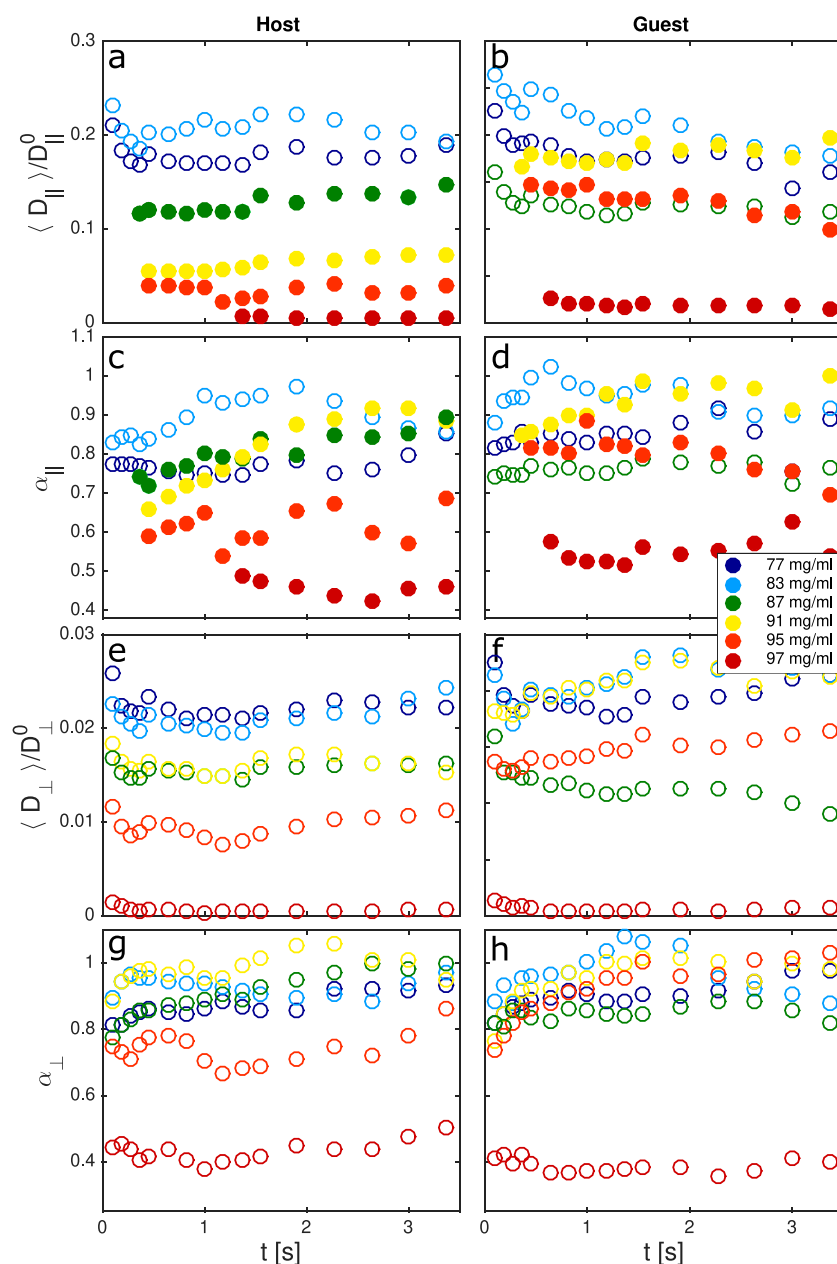 Host Guest
a b
0.3
0.2
0.1
0
⟨ D∥ ⟩/D∥⁰
c d
1.1
1
0.9
0.8
0.7
0.6
0.5
0.4
α∥
77 mg/ml
83 mg/ml
87 mg/ml
91 mg/ml
95 mg/ml
97 mg/ml
e f
0.03
0.02
0.01
0
⟨ D⊥ ⟩/D⊥⁰
g h
1
0.8
0.6
0.4
α⊥
0 1 2 3 0 1 2 3
t [s] t [s]